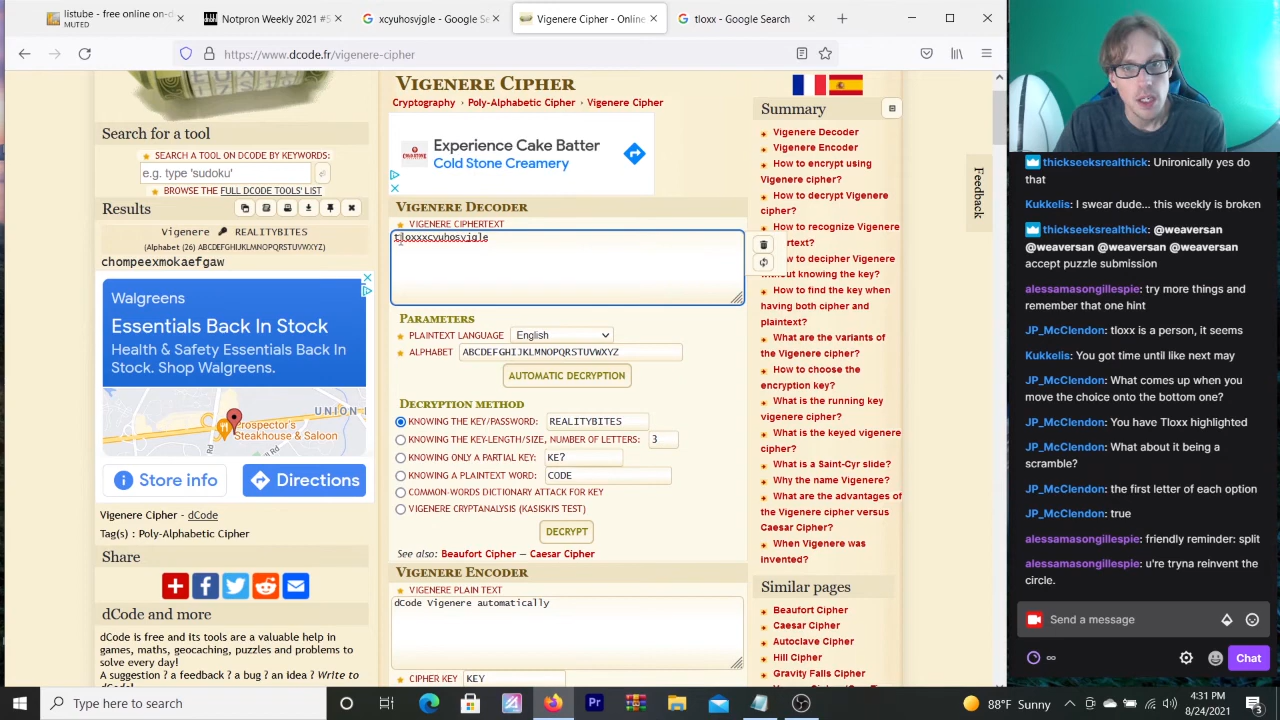 listube - free online
MUTED
Notpron Weekly 2021 #5
xcyuhosvjgle - Google S
Vigenere Cipher - Online
tloxx - Google Search
https://www.dcode.fr/vigenere-cipher
Search for a tool
SEARCH A TOOL ON DCODE BY KEYWORDS:
e.g. type 'sudoku'
BROWSE THE FULL DCODE TOOLS' LIST
Results
Vigenere REALITYBITES
(Alphabet (26) ABCDEFGHIJKLMNOPQRSTUVWXYZ)
chompeexmokaefgaw
Walgreens
Essentials Back In Stock
Health & Safety Essentials Back In
Stock. Shop Walgreens.
UNION
Prospector's
Steakhouse & Saloon
Store info
Directions
Vigenere Cipher - dCode
Tag(s) : Poly-Alphabetic Cipher
Share
dCode and more
dCode is free and its tools are a valuable help in
games, maths, geocaching, puzzles and problems to
solve every day!
A suggestion ? a feedback ? a bug ? an idea ? Write to
VIGENERE CIPHER
Cryptography › Poly-Alphabetic Cipher › Vigenere Cipher
Experience Cake Batter
Cold Stone Creamery
VIGENERE DECODER
VIGENERE CIPHERTEXT
tiloxxxcyuhosvjgle
PARAMETERS
PLAINTEXT LANGUAGE English
ALPHABET ABCDEFGHIJKLMNOPQRSTUVWXYZ
AUTOMATIC DECRYPTION
DECRYPTION METHOD
KNOWING THE KEY/PASSWORD: REALITYBITES
KNOWING THE KEY-LENGTH/SIZE, NUMBER OF LETTERS: 3
KNOWING ONLY A PARTIAL KEY: KE?
KNOWING A PLAINTEXT WORD: CODE
COMMON-WORDS DICTIONARY ATTACK FOR KEY
VIGENERE CRYPTANALYSIS (KASISKI'S TEST)
DECRYPT
See also: Beaufort Cipher — Caesar Cipher
VIGENERE ENCODER
VIGENERE PLAIN TEXT
dCode Vigenere automatically
CIPHER KEY KEY
Summary
Vigenere Decoder
Vigenere Encoder
How to encrypt using
Vigenere cipher?
How to decrypt Vigenere
cipher?
How to recognize Vigenere
ertext?
ow to decipher Vigenere
without knowing the key?
How to find the key when
having both cipher and
plaintext?
What are the variants of
the Vigenere cipher?
How to choose the
encryption key?
What is the running key
vigenere cipher?
What is the keyed vigenere
cipher?
What is a Saint-Cyr slide?
Why the name Vigenere?
What are the advantages of
the Vigenere cipher versus
Caesar Cipher?
When Vigenere was
invented?
Similar pages
Beaufort Cipher
Caesar Cipher
Autoclave Cipher
Hill Cipher
Gravity Falls Cipher
Feedback
thickseeksrealthick: Unironically yes do
that
Kukkelis: I swear dude... this weekly is broken
thickseeksrealthick: @weaversan
@weaversan @weaversan @weaversan
accept puzzle submission
alessamasongillespie: try more things and
remember that one hint
JP_McClendon: tloxx is a person, it seems
Kukkelis: You got time until like next may
JP_McClendon: What comes up when you
move the choice onto the bottom one?
JP_McClendon: You have Tloxx highlighted
JP_McClendon: What about it being a
scramble?
JP_McClendon: the first letter of each option
JP_McClendon: true
alessamasongillespie: friendly reminder: split
alessamasongillespie: u're tryna reinvent the
circle.
Send a message
∞
Chat
Type here to search
Pr
88°F Sunny
4:31 PM
8/24/2021
3